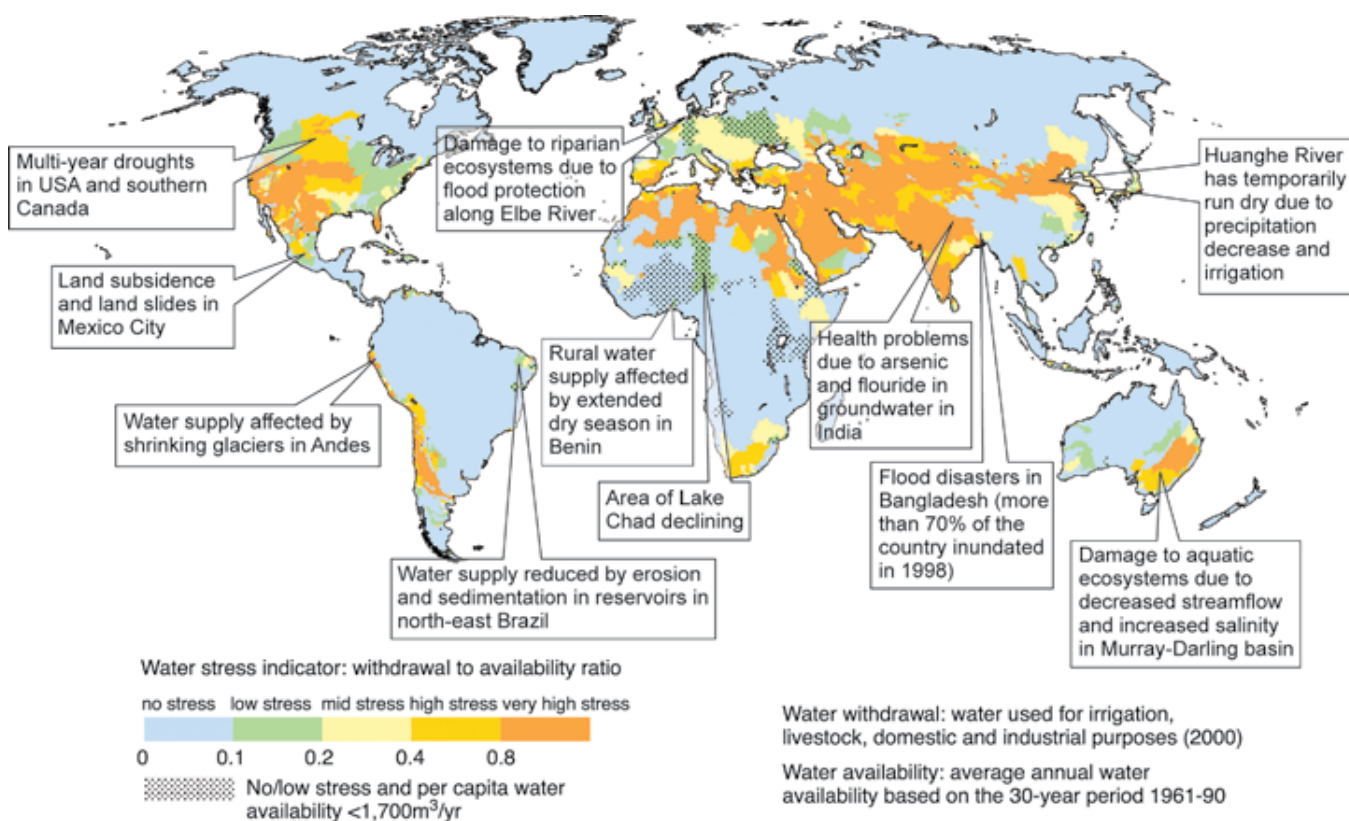 Multi-year droughts
in USA and southern
Canada
Damage to riparian
ecosystems due to
flood protection
along Elbe River
Huanghe River
has temporarily
run dry due to
precipitation
decrease and
irrigation
Land subsidence
and land slides in
Mexico City
Water supply affected by
shrinking glaciers in Andes
Rural water
supply affected
by extended
dry season in
Benin
Health problems
due to arsenic
and flouride in
groundwater in
India
Area of Lake
Chad declining
Flood disasters in
Bangladesh (more
than 70% of the
country inundated
in 1998)
Water supply reduced by erosion
and sedimentation in reservoirs in
north-east Brazil
Damage to aquatic
ecosystems due to
decreased streamflow
and increased salinity
in Murray-Darling basin
Water stress indicator: withdrawal to availability ratio
no stress low stress mid stress high stress very high stress
0 0.1 0.2 0.4 0.8
No/low stress and per capita water
availability <1,700m³/yr
Water withdrawal: water used for irrigation,
livestock, domestic and industrial purposes (2000)
Water availability: average annual water
availability based on the 30-year period 1961-90